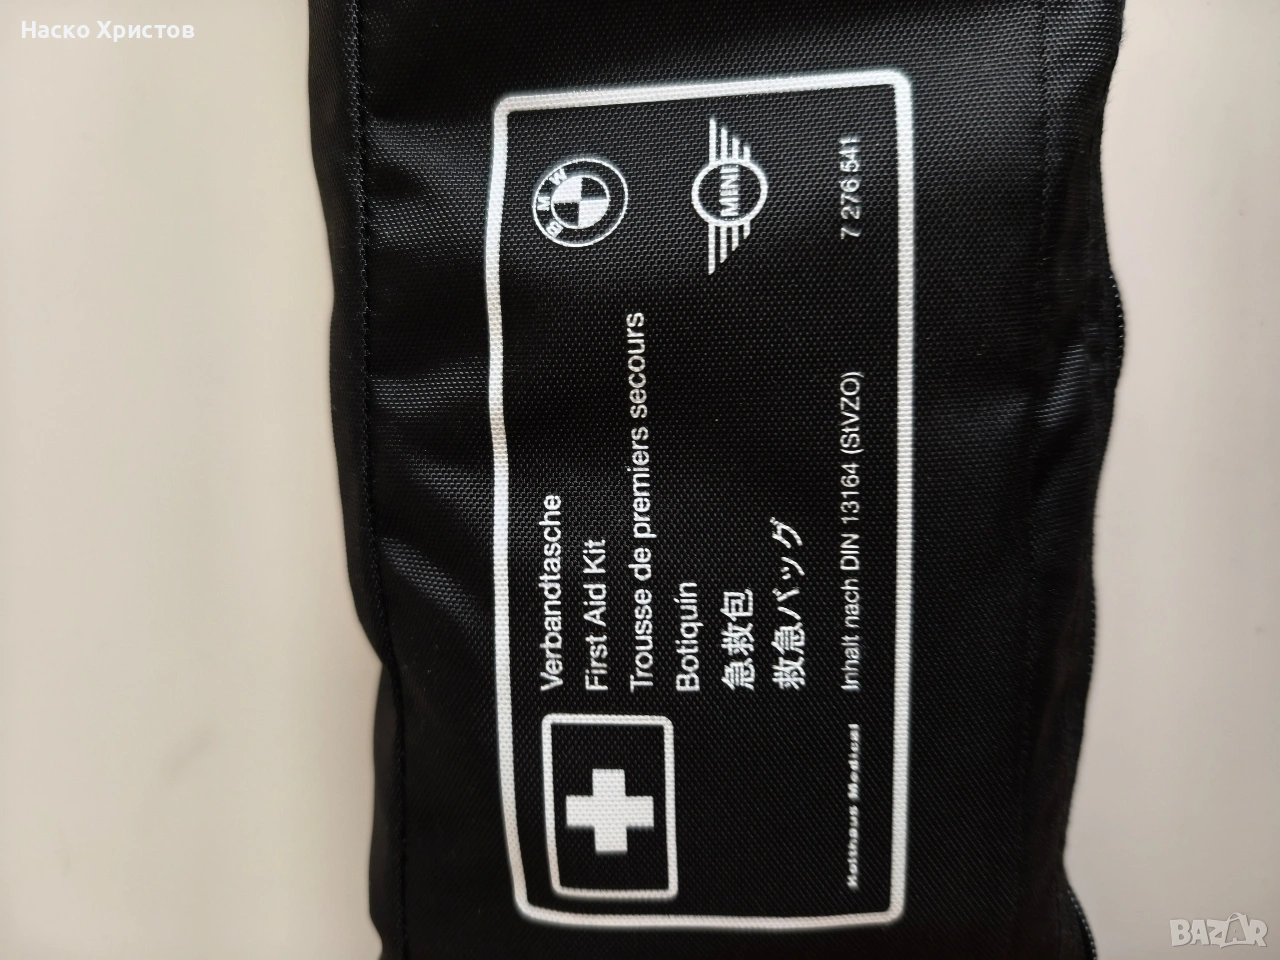 Наско Христов
Verbandtasche
First Aid Kit
Trousse de premiers secours
Botiquín
急救包
救急バッグ
Holthaus Medical
Inhalt nach DIN 13164 (StVZO)
BMW
MINI
7 276 541
BAZAR